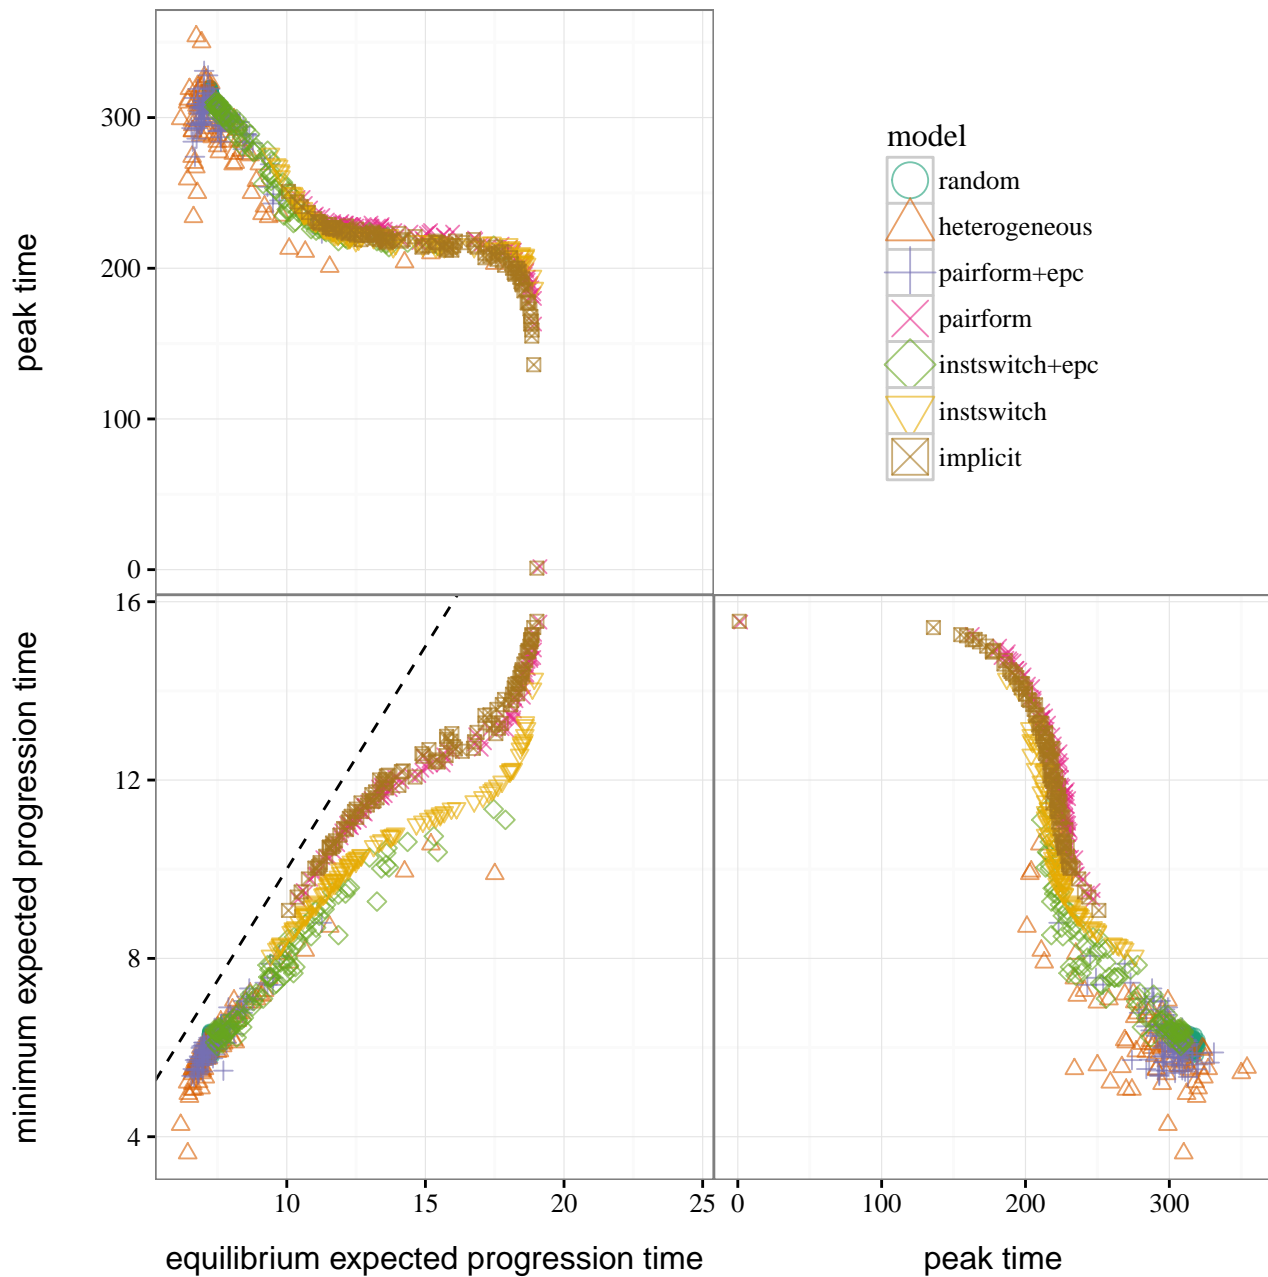 peak time
300
200
100
0
model
random
heterogeneous
pairform+epc
pairform
instswitch+epc
instswitch
implicit
minimum expected progression time
16
12
8
4
10 15 20 25
equilibrium expected progression time
0 100 200 300
peak time